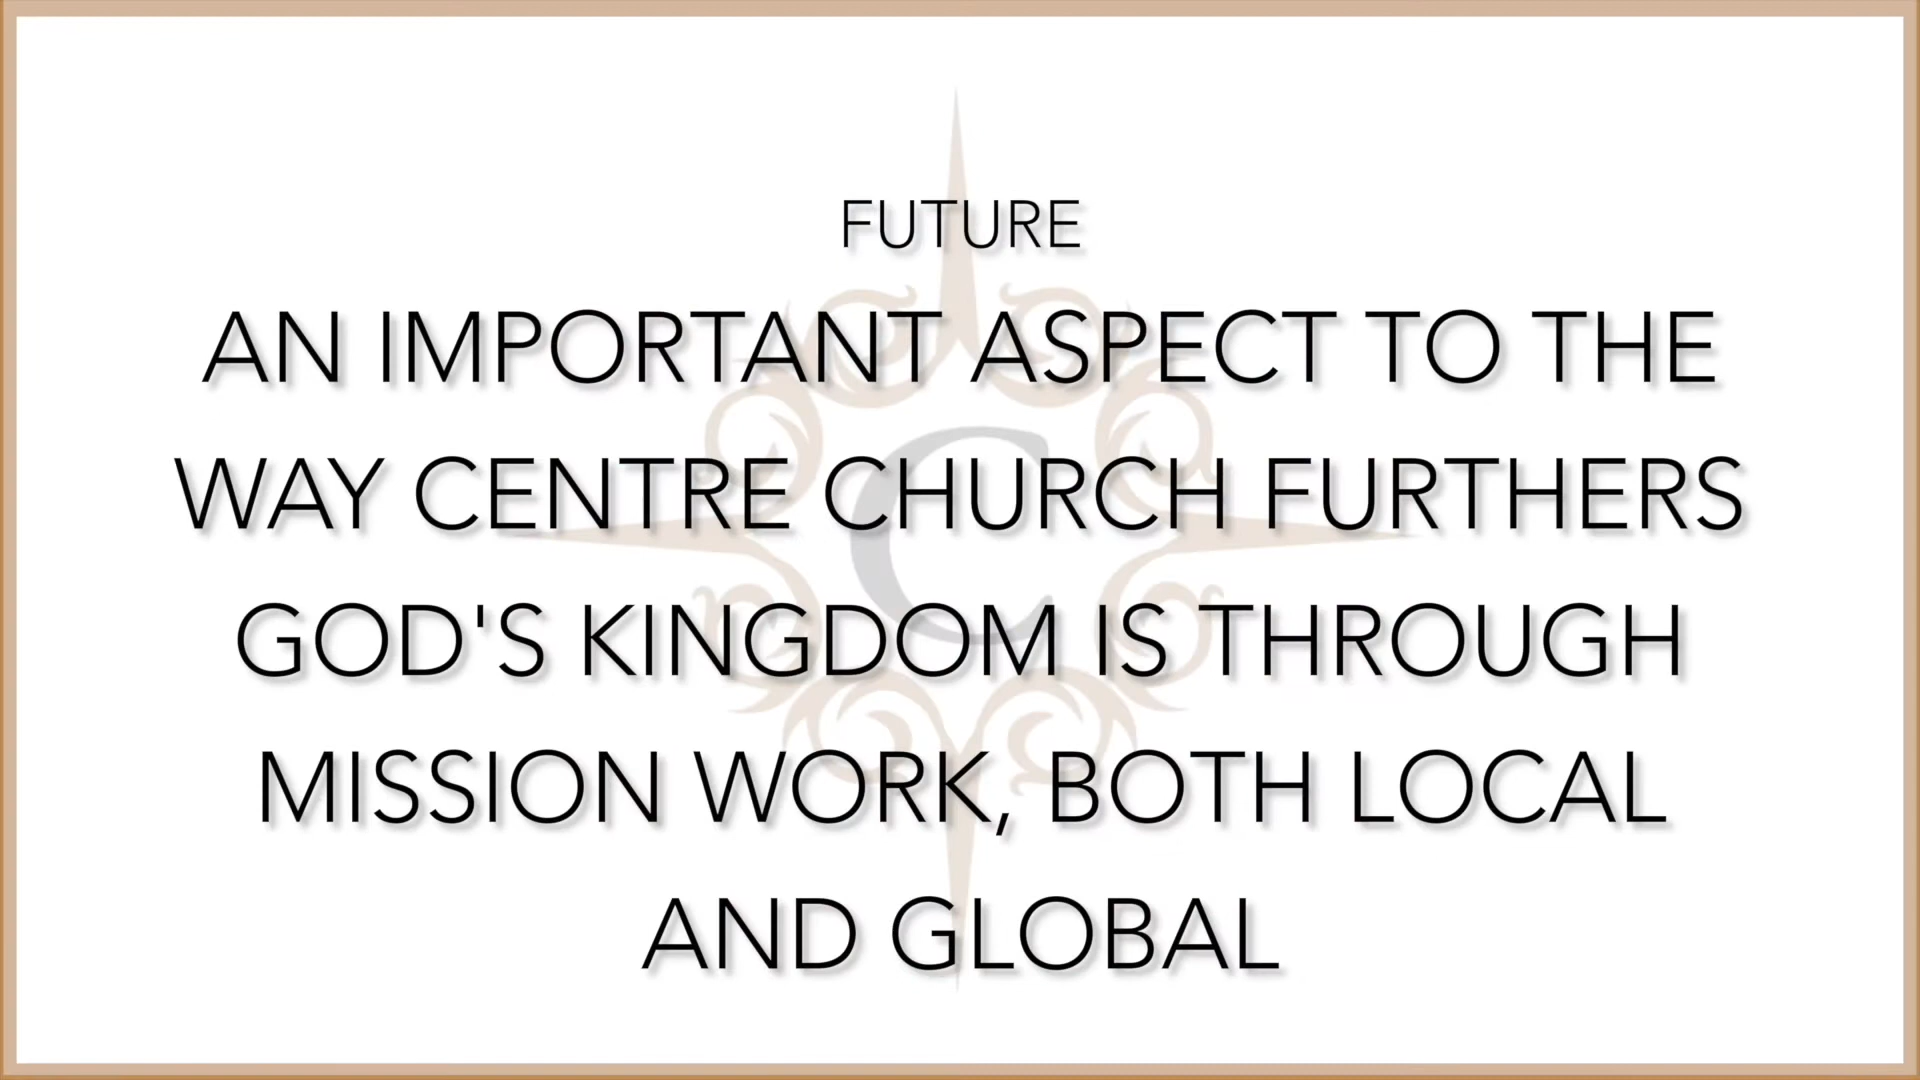 FUTURE
AN IMPORTANT ASPECT TO THE
WAY CENTRE CHURCH FURTHERS
GOD'S KINGDOM IS THROUGH
MISSION WORK, BOTH LOCAL
AND GLOBAL
C